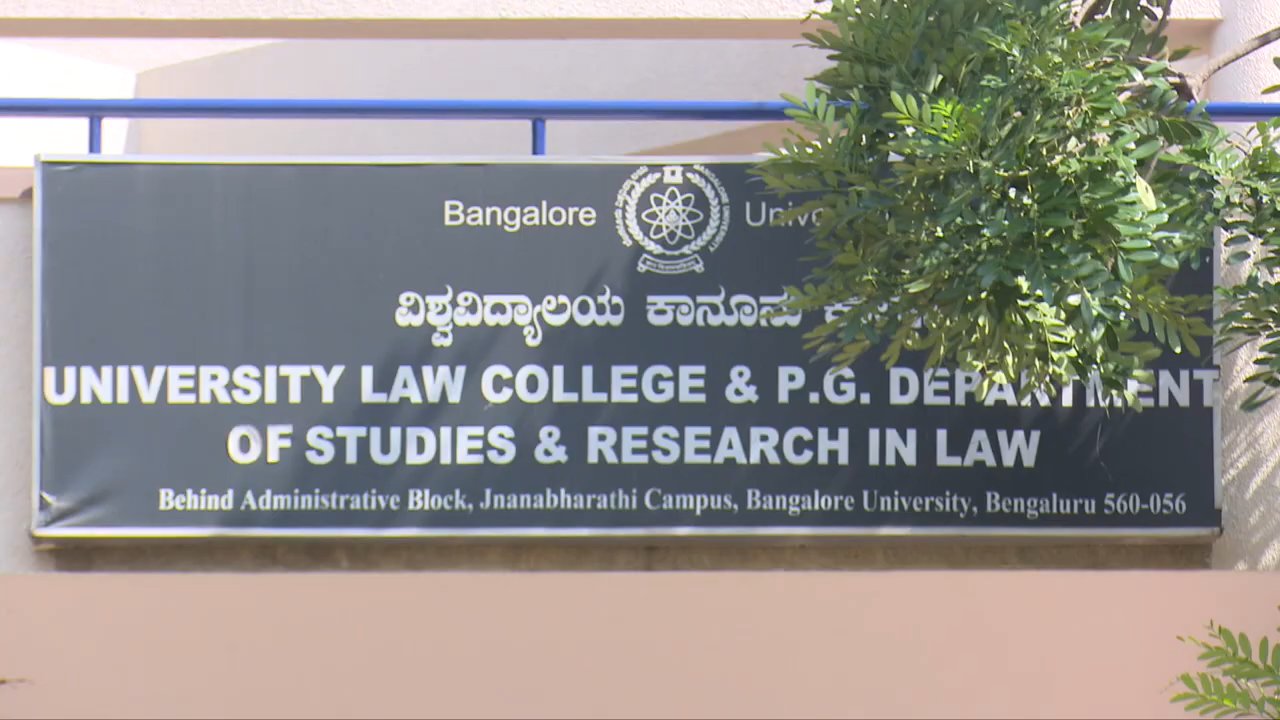 Bangalore
ವಿಶ್ವವಿದ್ಯಾಲಯ ಕಾನೂನು
UNIVERSITY LAW COLLEGE & P.G. DEPARTMENT
OF STUDIES & RESEARCH IN LAW
Behind Administrative Block, Jnanabharathi Campus, Bangalore University, Bengaluru 560-056